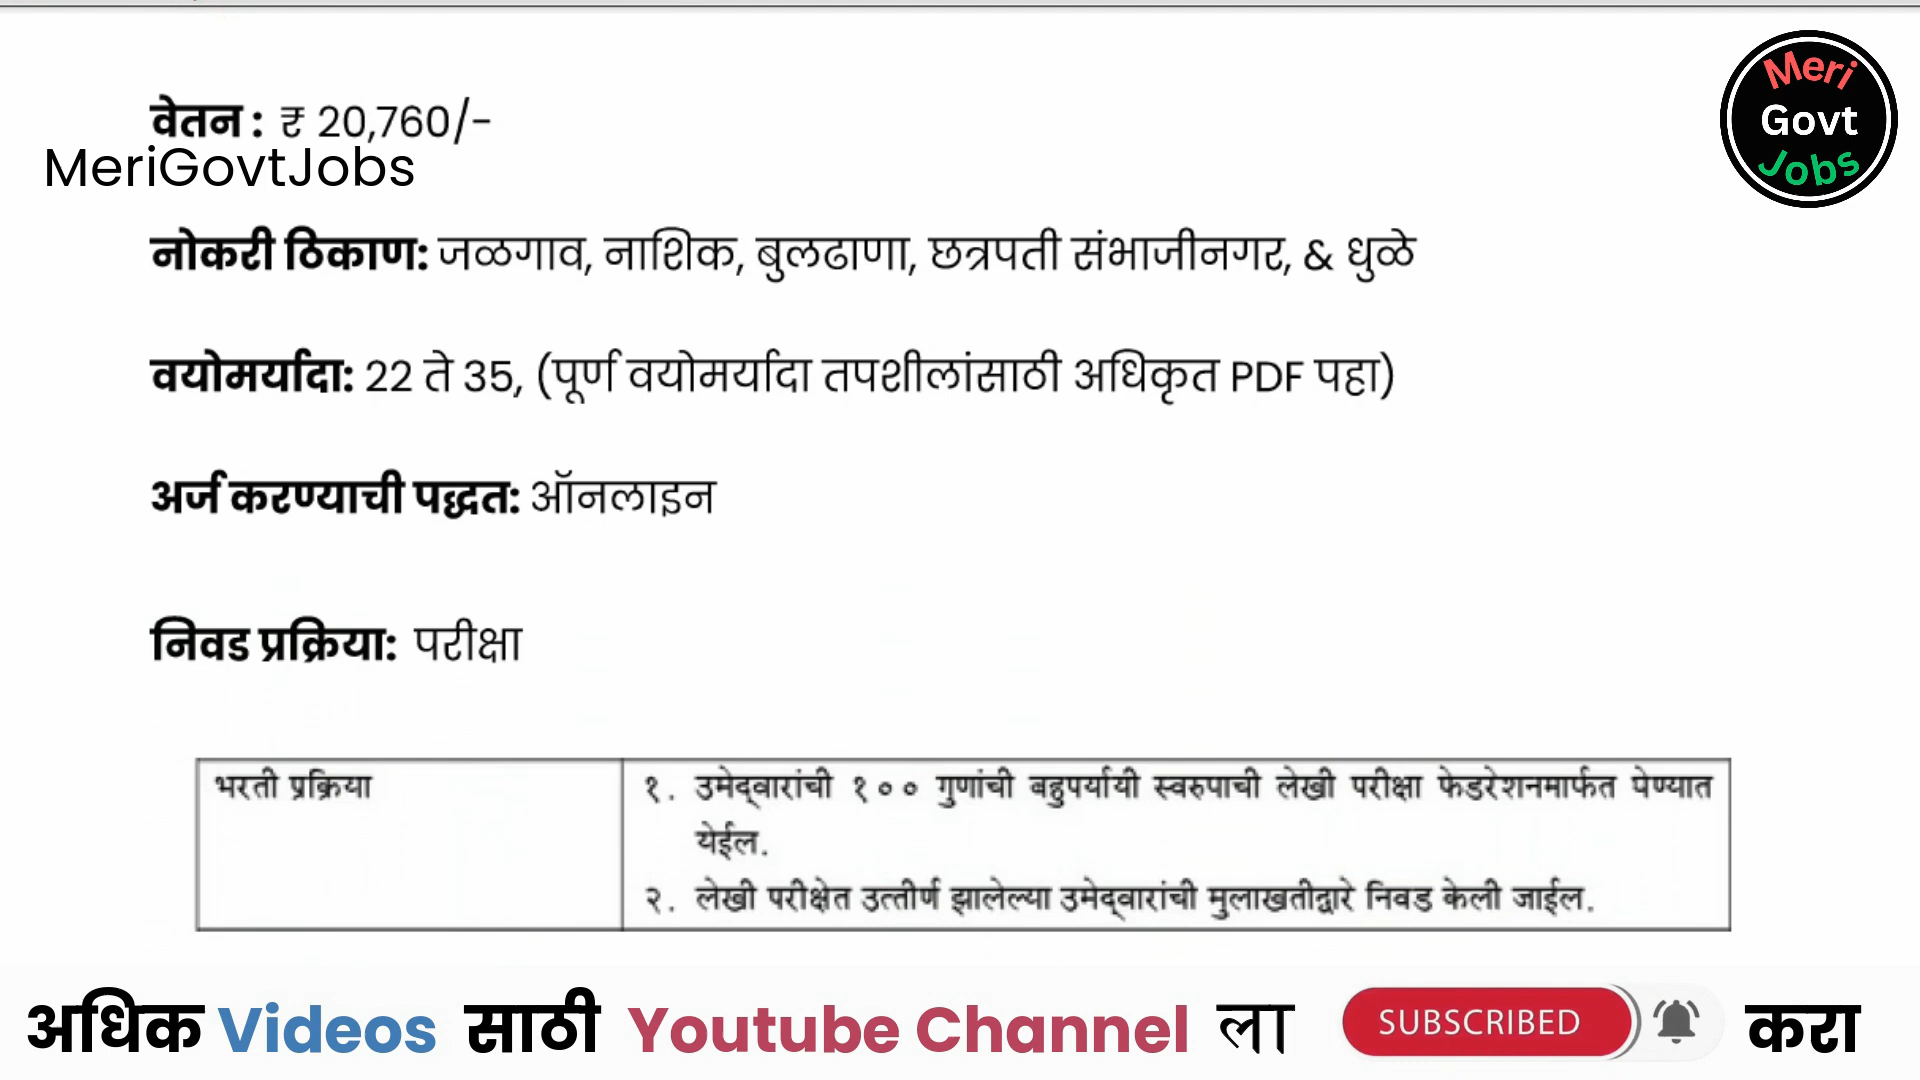 वेतन : ₹ 20,760/-
MeriGovtJobs
Meri
Govt
Jobs
नोकरी ठिकाण: जळगाव, नाशिक, बुलढाणा, छत्रपती संभाजीनगर, & धुळे
वयोमर्यादा: 22 ते 35, (पूर्ण वयोमर्यादा तपशीलांसाठी अधिकृत PDF पहा)
अर्ज करण्याची पद्धत: ऑनलाइन
निवड प्रक्रिया: परीक्षा
भरती प्रक्रिया
१. उमेद्वारांची १०० गुणांची बहुपर्यायी स्वरुपाची लेखी परीक्षा फेडरेशनमार्फत घेण्यात
येईल.
२. लेखी परीक्षेत उत्तीर्ण झालेल्या उमेद्वारांची मुलाखतीद्वारे निवड केली जाईल.
अधिक Videos साठी Youtube Channel ला SUBSCRIBED करा